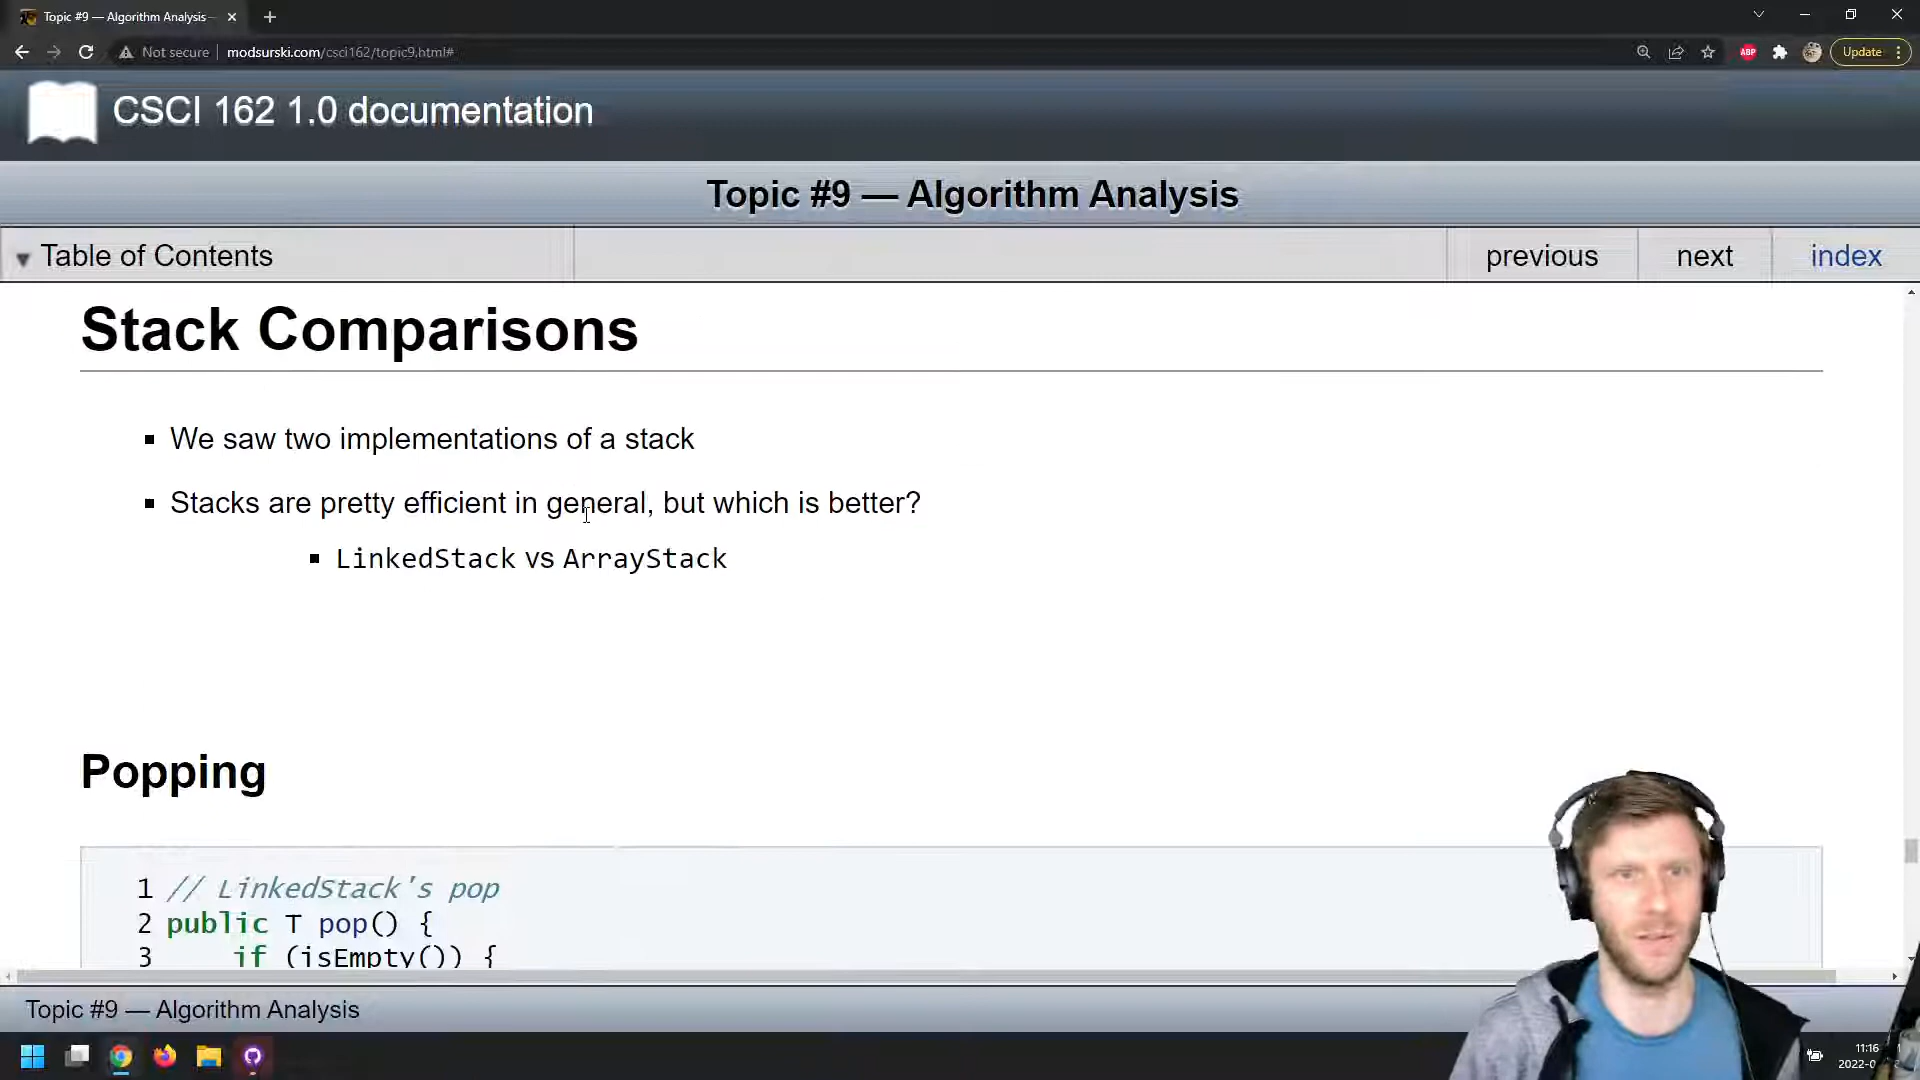 Topic #9 — Algorithm Analysis
Not secure modsurski.com/csci162/topic9.html#
ABP
Update
CSCI 162 1.0 documentation
Topic #9 — Algorithm Analysis
Table of Contents
previous
next
index
Stack Comparisons
We saw two implementations of a stack
Stacks are pretty efficient in general, but which is better?
LinkedStack vs ArrayStack
Popping
1 // LinkedStack's pop
2 public T pop() {
3 if (isEmpty()) {
Topic #9 — Algorithm Analysis
11:16